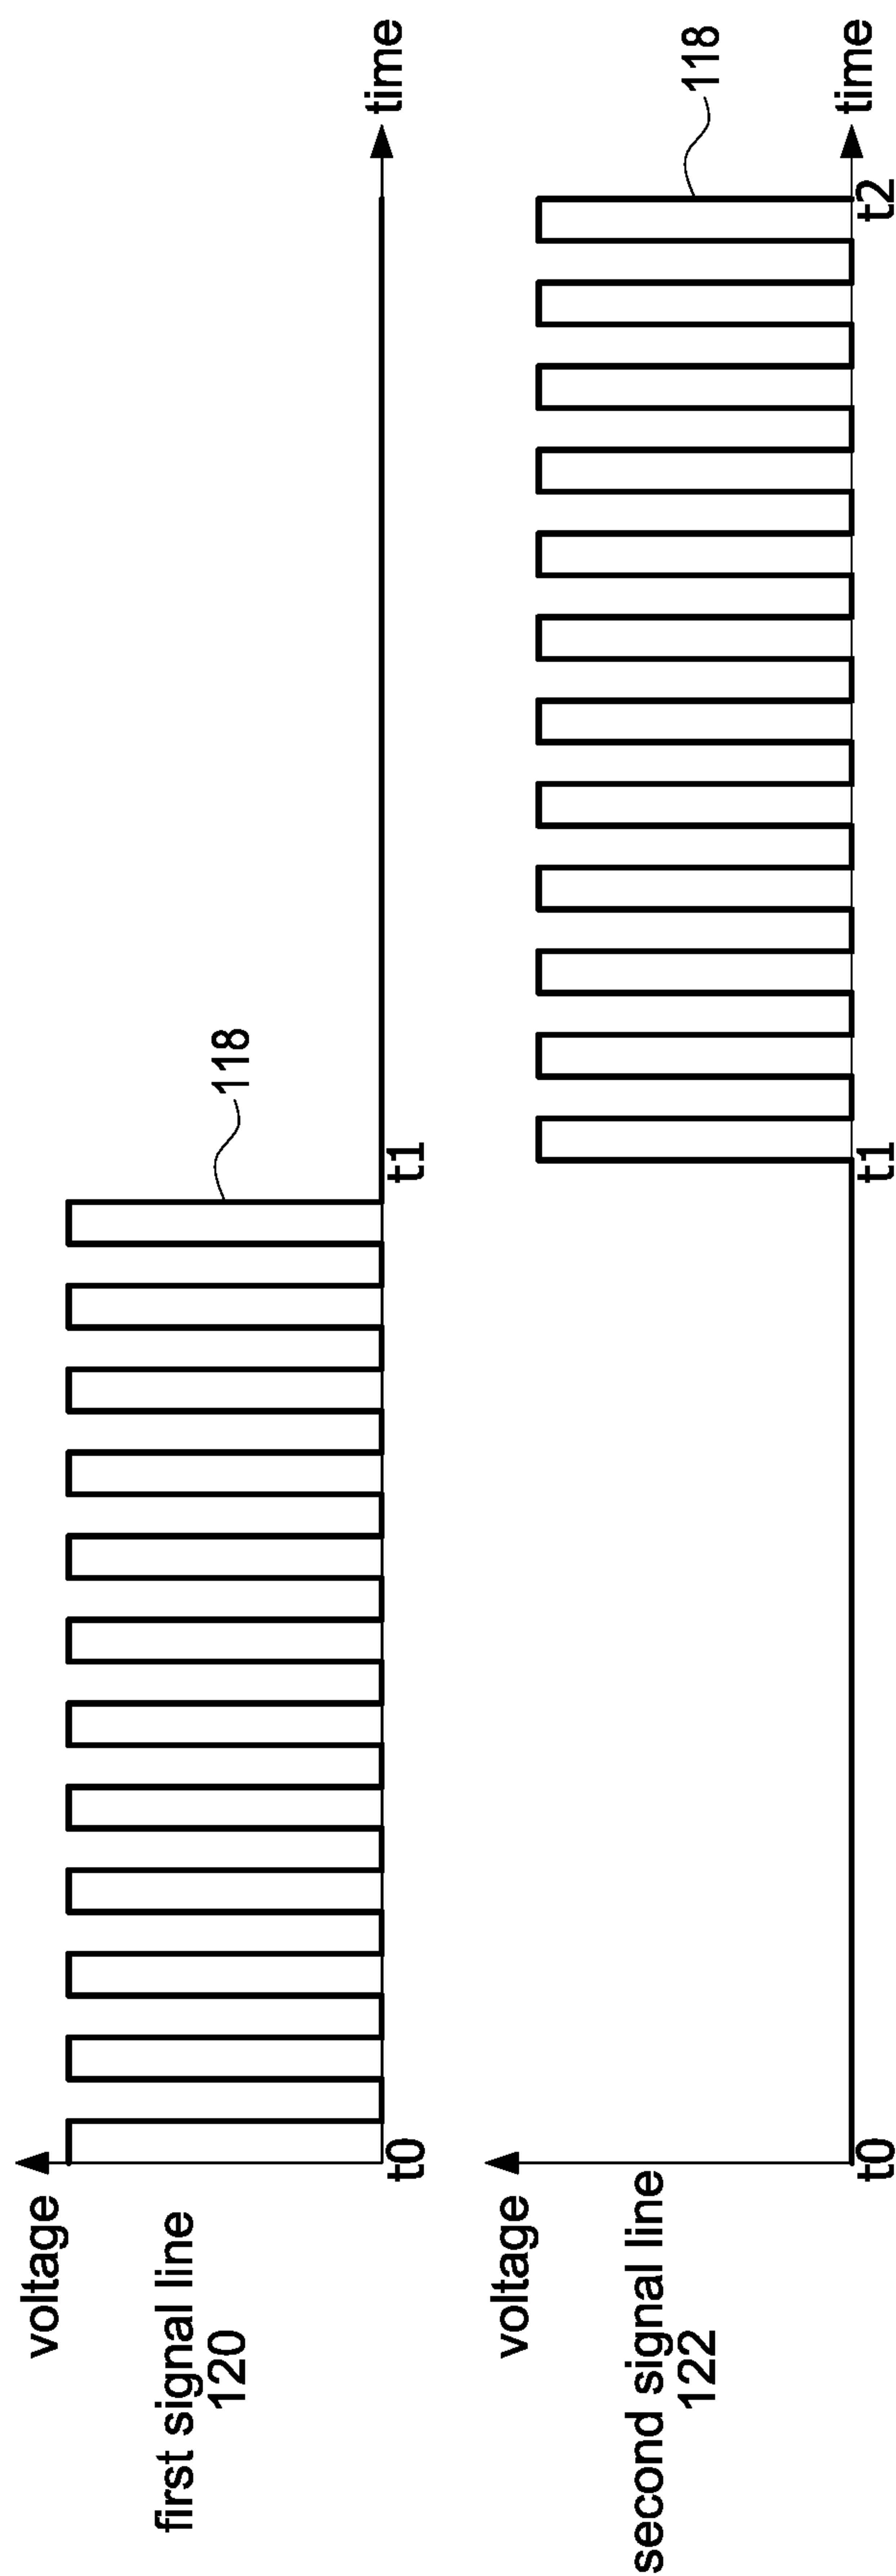 voltage
first signal line
120
118
t0
t1
time
voltage
second signal line
122
118
t0
t1
t2
time